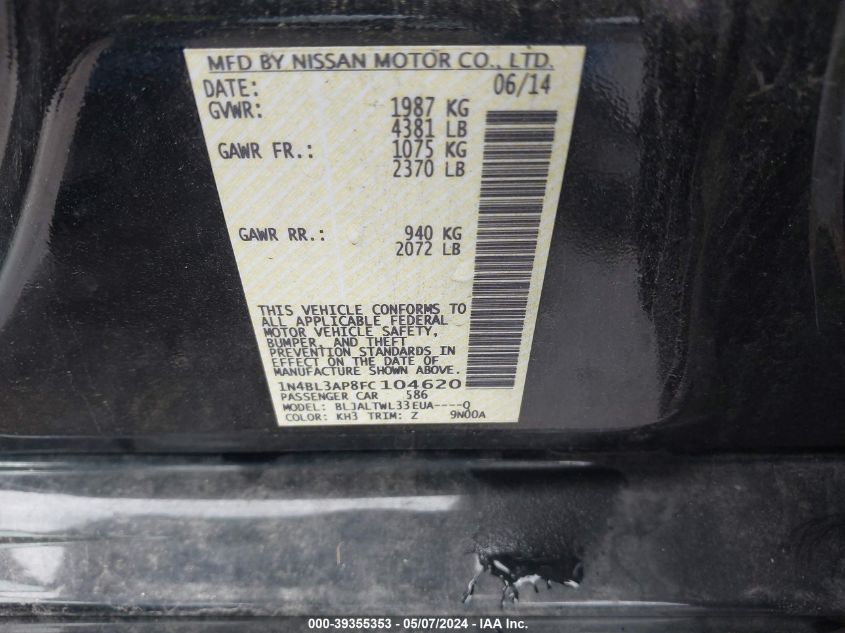 MFD BY NISSAN MOTOR CO., LTD.
DATE: 06/14
GVWR: 1987 KG
4381 LB
GAWR FR.: 1075 KG
2370 LB
GAWR RR.: 940 KG
2072 LB
THIS VEHICLE CONFORMS TO
ALL APPLICABLE FEDERAL
MOTOR VEHICLE SAFETY,
BUMPER, AND THEFT
PREVENTION STANDARDS IN
EFFECT ON THE DATE OF
MANUFACTURE SHOWN ABOVE.
1N4BL3AP8FC104620
PASSENGER CAR 586
MODEL: BLJALTWL33EUA----Q
COLOR: KH3 TRIM: Z 9N00A
000-39355353 - 05/07/2024 - IAA Inc.